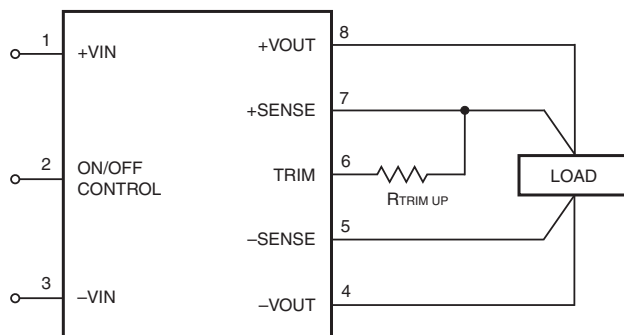 1
+VIN
2
ON/OFF
CONTROL
3
–VIN
+VOUT
8
+SENSE
7
TRIM
6
RTRIM UP
–SENSE
5
–VOUT
4
LOAD